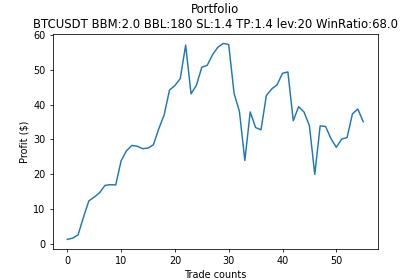 Portfolio
BTCUSDT BBM:2.0 BBL:180 SL:1.4 TP:1.4 lev:20 WinRatio:68.0
60
50
40
30
20
10
0
Profit ($)
0 10 20 30 40 50
Trade counts